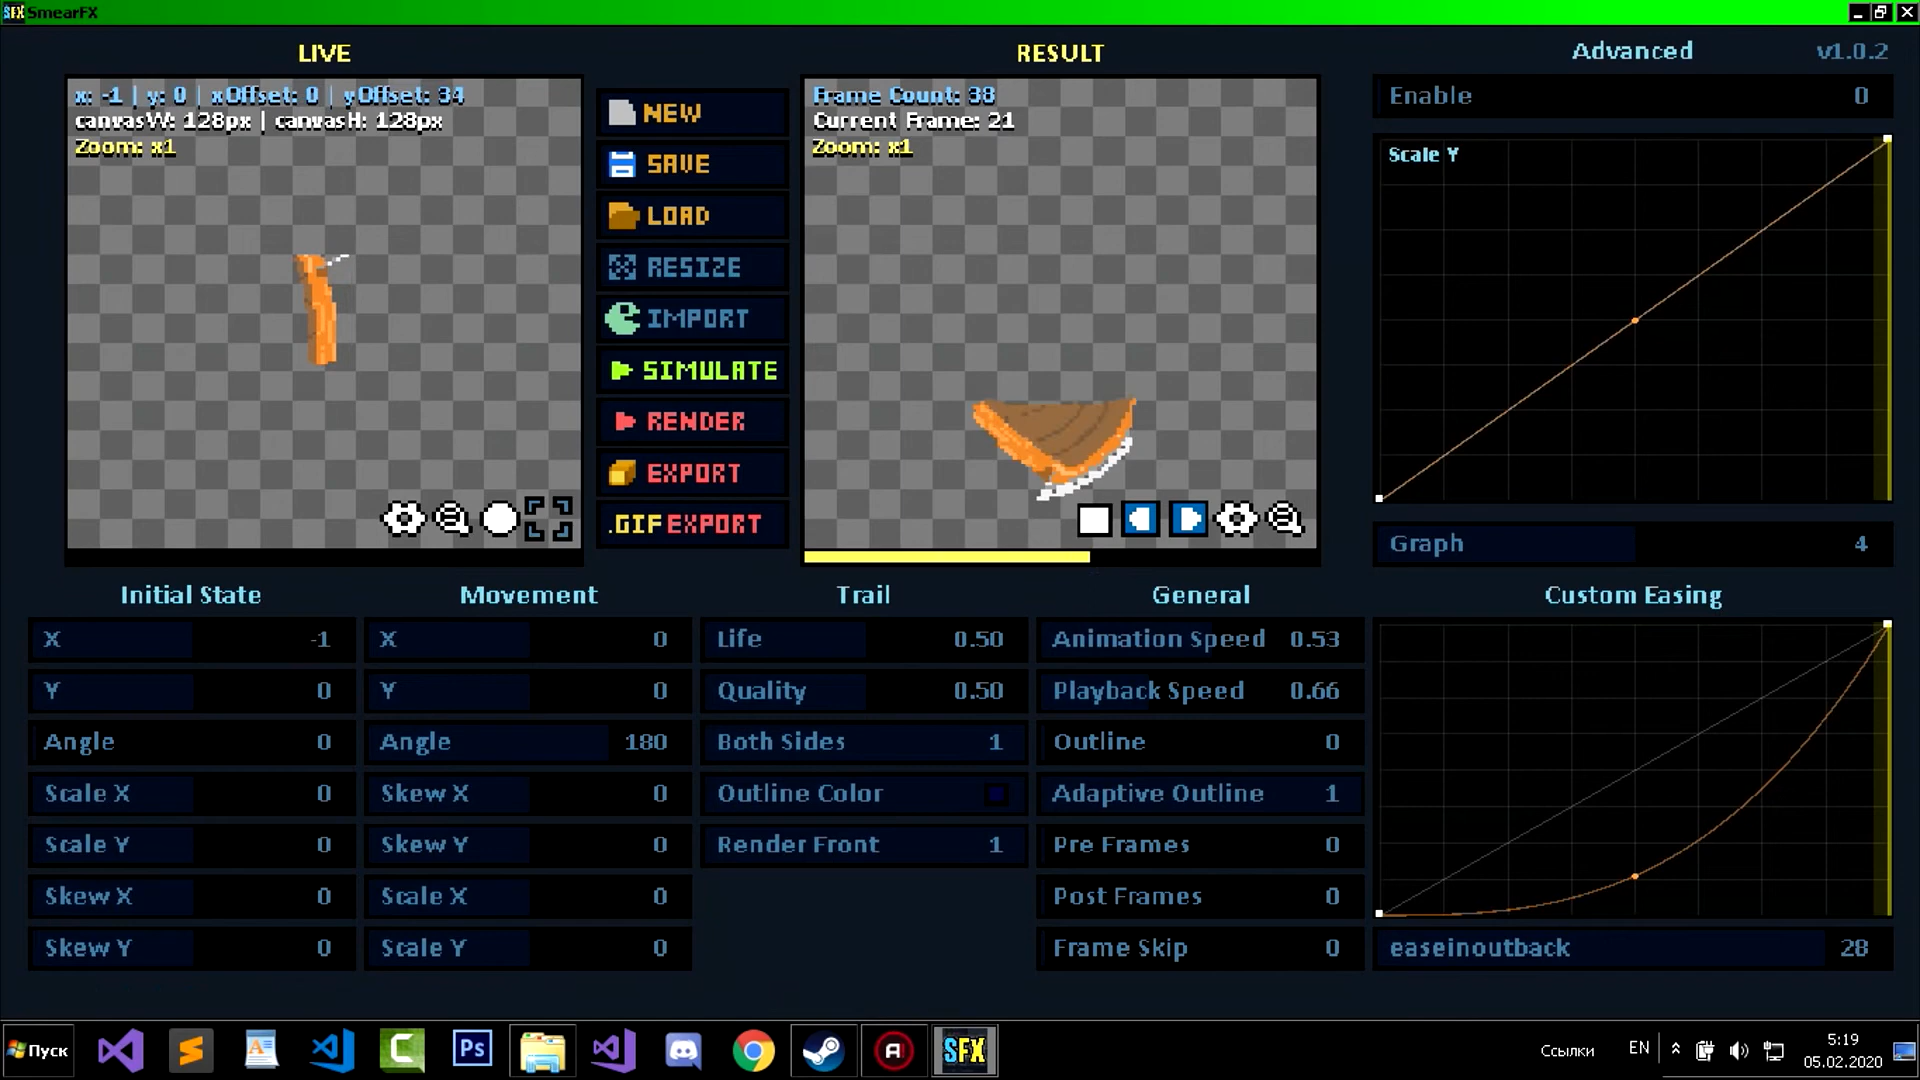 SFX SmearFX
LIVE
x: -1 | y: 0 | xOffset: 0 | yOffset: 34
canvasW: 128px | canvasH: 128px
Zoom: x1
NEW
SAVE
LOAD
RESIZE
IMPORT
SIMULATE
RENDER
EXPORT
.GIF EXPORT
RESULT
Frame Count: 38
Current Frame: 21
Zoom: x1
Advanced v1.0.2
Enable 0
Scale Y
Graph 4
Initial State
X -1
Y 0
Angle 0
Scale X 0
Scale Y 0
Skew X 0
Skew Y 0
Movement
X 0
Y 0
Angle 180
Skew X 0
Skew Y 0
Scale X 0
Scale Y 0
Trail
Life 0.50
Quality 0.50
Both Sides 1
Outline Color
Render Front 1
General
Animation Speed 0.53
Playback Speed 0.66
Outline 0
Adaptive Outline 1
Pre Frames 0
Post Frames 0
Frame Skip 0
Custom Easing
easeinoutback 28
Пуск
Ps
SFX
Ссылки
EN
5:19
05.02.2020